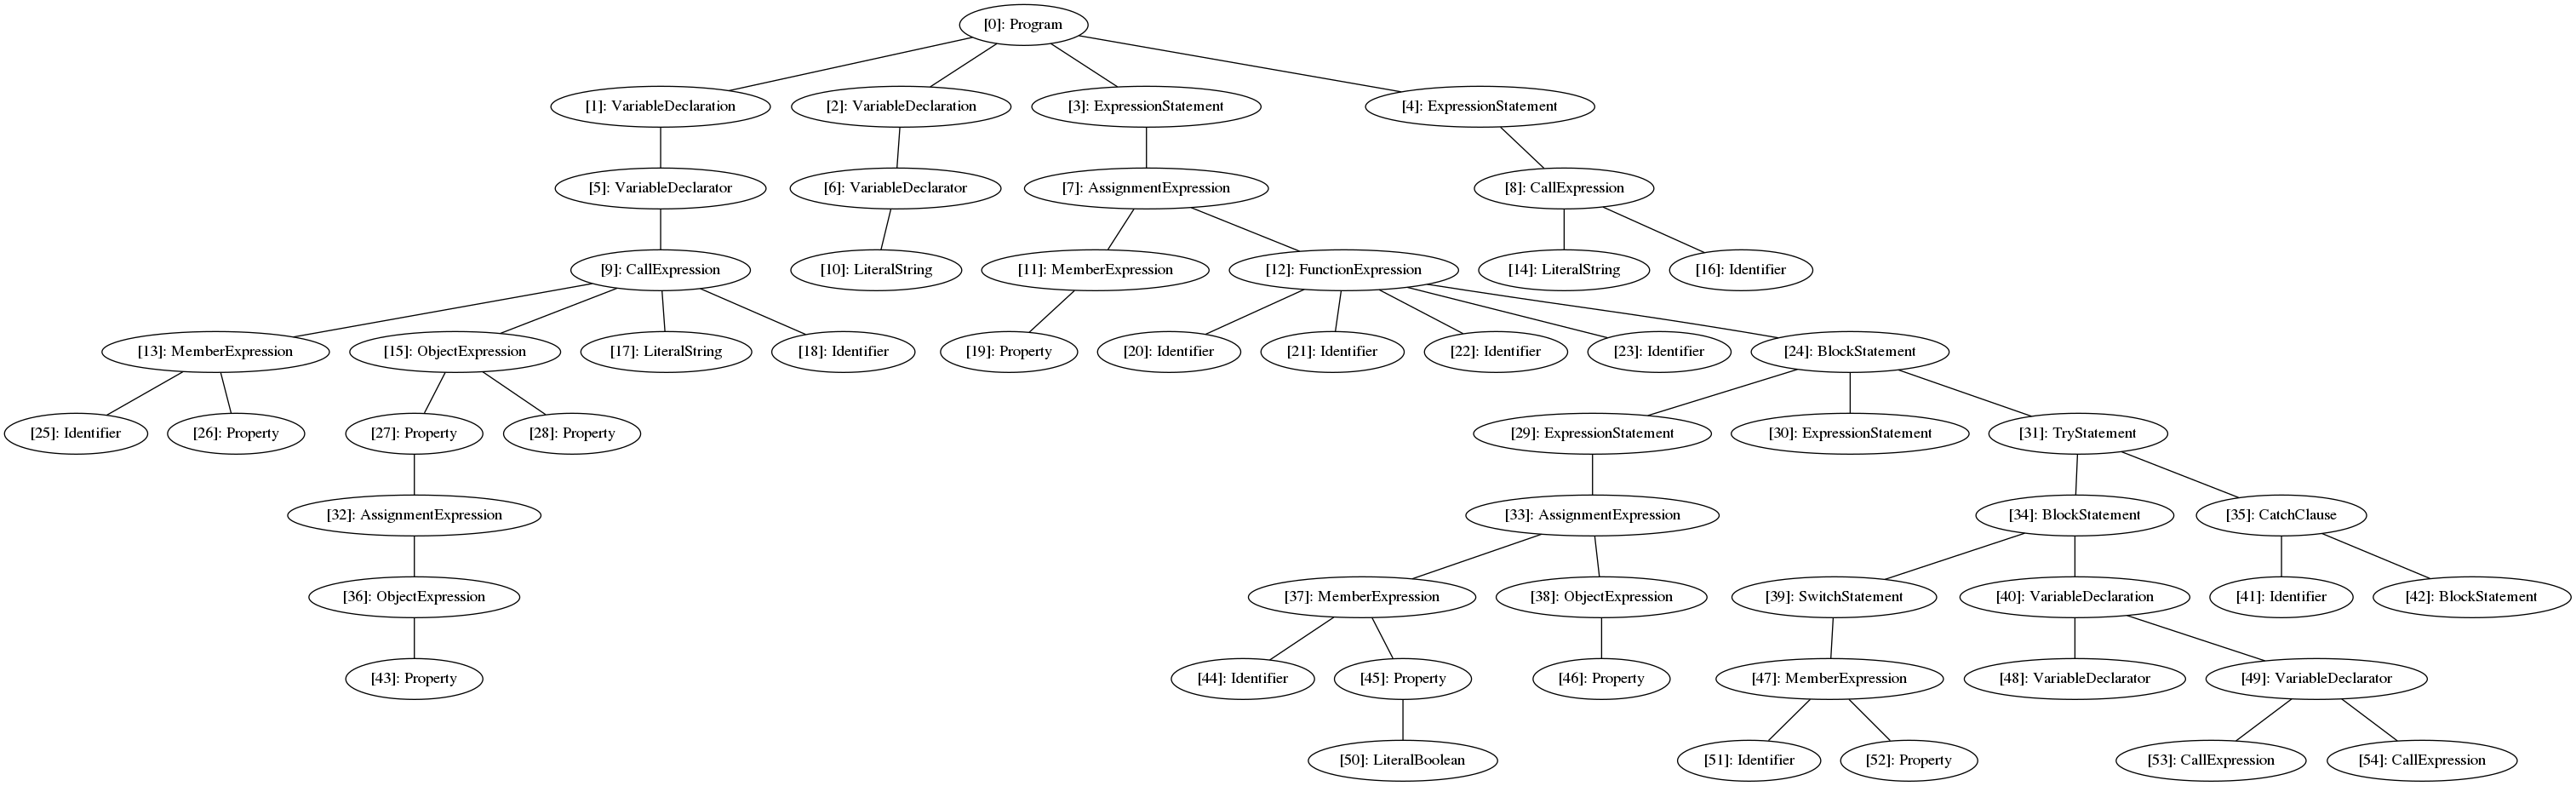 [0]: Program
[1]: VariableDeclaration
[2]: VariableDeclaration
[3]: ExpressionStatement
[4]: ExpressionStatement
[5]: VariableDeclarator
[6]: VariableDeclarator
[7]: AssignmentExpression
[8]: CallExpression
[9]: CallExpression
[10]: LiteralString
[11]: MemberExpression
[12]: FunctionExpression
[14]: LiteralString
[16]: Identifier
[13]: MemberExpression
[15]: ObjectExpression
[17]: LiteralString
[18]: Identifier
[19]: Property
[20]: Identifier
[21]: Identifier
[22]: Identifier
[23]: Identifier
[24]: BlockStatement
[25]: Identifier
[26]: Property
[27]: Property
[28]: Property
[29]: ExpressionStatement
[30]: ExpressionStatement
[31]: TryStatement
[32]: AssignmentExpression
[33]: AssignmentExpression
[34]: BlockStatement
[35]: CatchClause
[36]: ObjectExpression
[37]: MemberExpression
[38]: ObjectExpression
[39]: SwitchStatement
[40]: VariableDeclaration
[41]: Identifier
[42]: BlockStatement
[43]: Property
[44]: Identifier
[45]: Property
[46]: Property
[47]: MemberExpression
[48]: VariableDeclarator
[49]: VariableDeclarator
[50]: LiteralBoolean
[51]: Identifier
[52]: Property
[53]: CallExpression
[54]: CallExpression